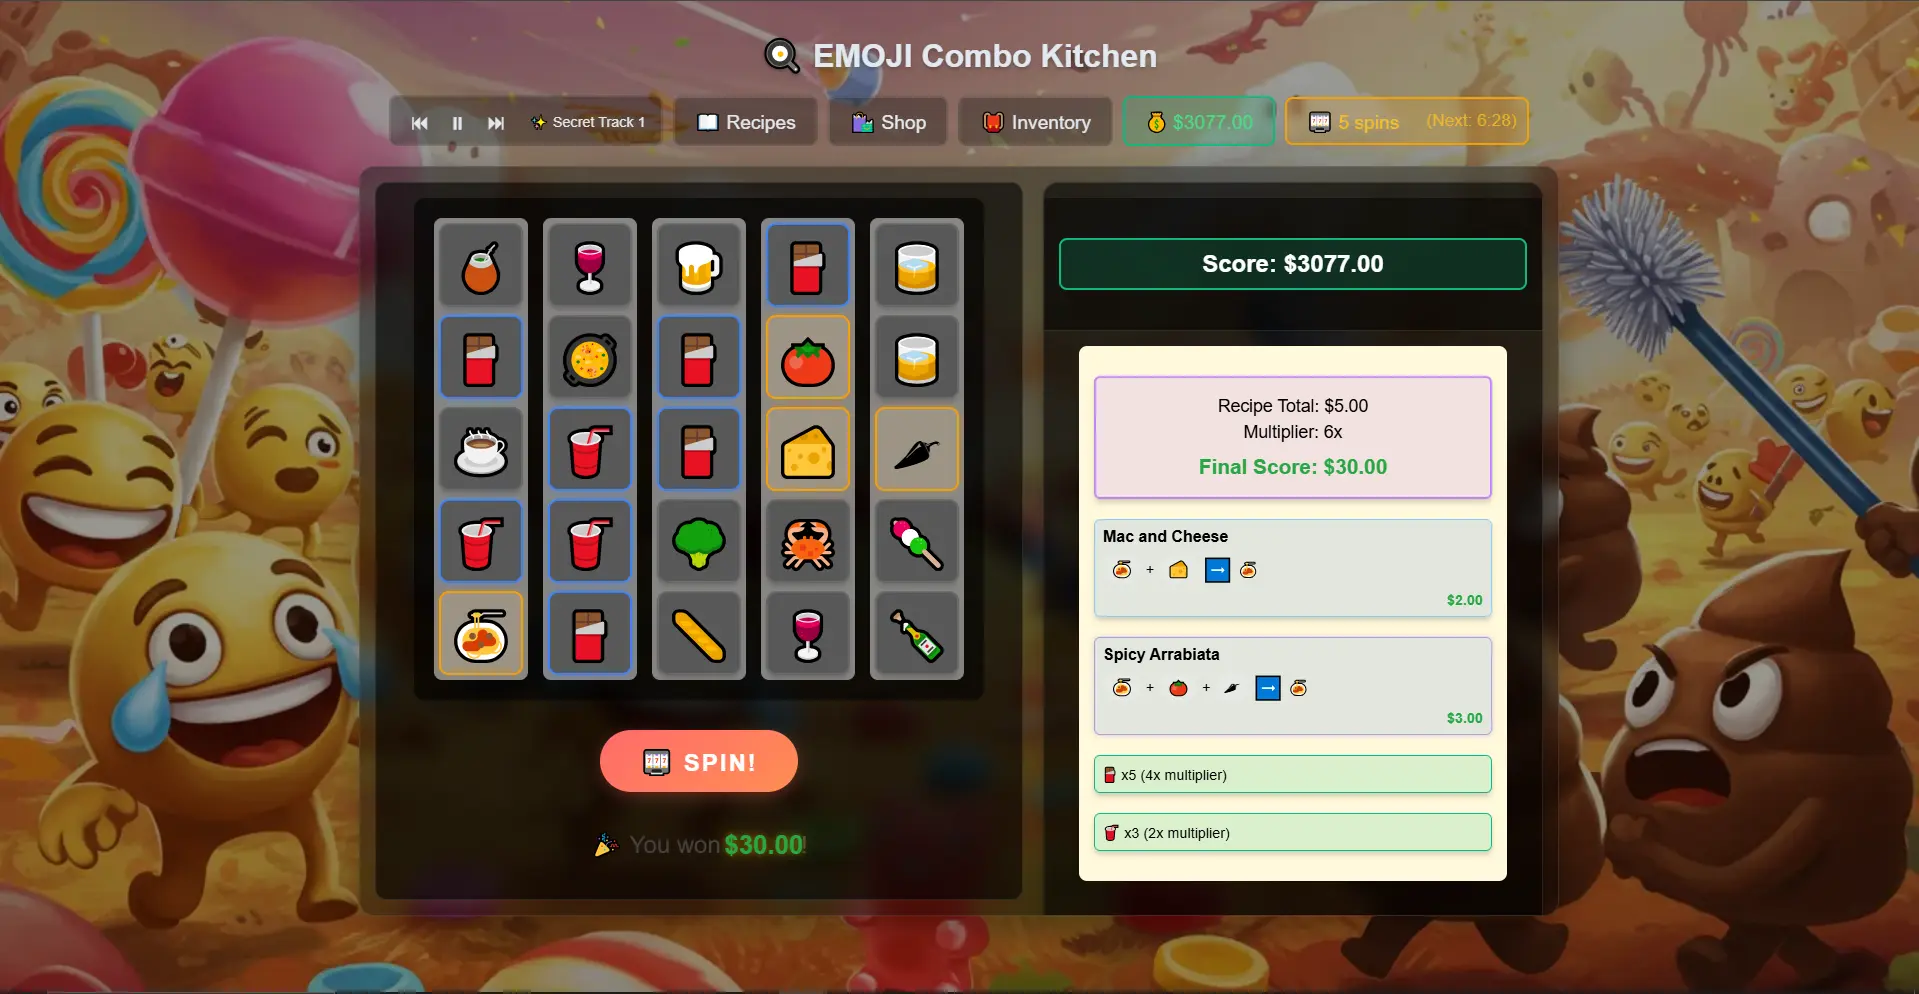 EMOJI Combo Kitchen
Secret Track 1
Recipes
Shop
Inventory
$3077.00
5 spins
(Next: 6:28)
Score: $3077.00
Recipe Total: $5.00
Multiplier: 6x
Final Score: $30.00
Mac and Cheese
+
$2.00
Spicy Arrabiata
+ +
$3.00
x5 (4x multiplier)
x3 (2x multiplier)
SPIN!
You won $30.00!